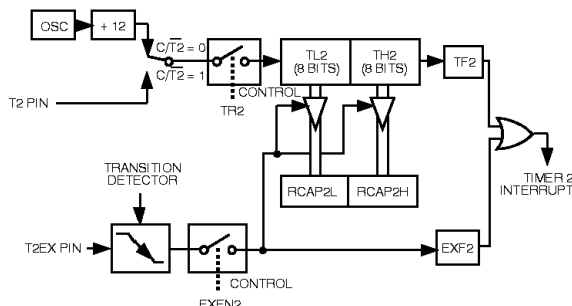 OSC
÷ 12
C/T2 = 0
C/T2 = 1
T2 PIN
CONTROL
TR2
TL2
(8 BITS)
TH2
(8 BITS)
TF2
RCAP2L
RCAP2H
TIMER 2
INTERRUPT
TRANSITION
DETECTOR
T2EX PIN
CONTROL
EXEN2
EXF2